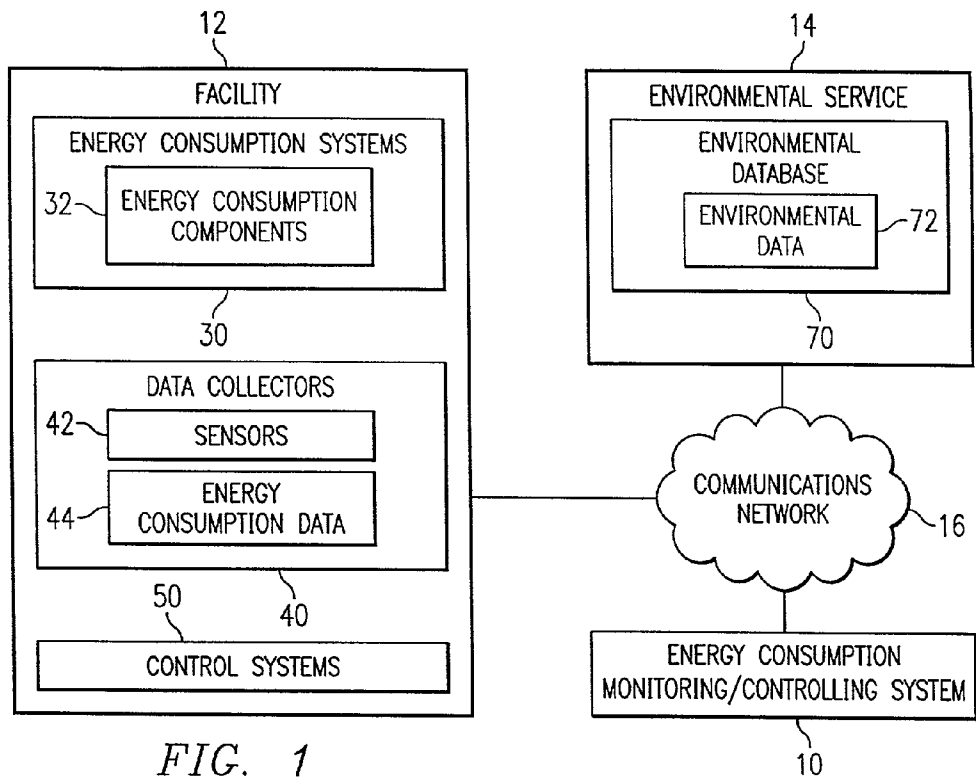 12
FACILITY
ENERGY CONSUMPTION SYSTEMS
32
ENERGY CONSUMPTION
COMPONENTS
30
DATA COLLECTORS
42
SENSORS
44
ENERGY
CONSUMPTION DATA
50
40
CONTROL SYSTEMS
14
ENVIRONMENTAL SERVICE
ENVIRONMENTAL
DATABASE
ENVIRONMENTAL
DATA
72
70
COMMUNICATIONS
NETWORK
16
ENERGY CONSUMPTION
MONITORING/CONTROLLING SYSTEM
10
FIG. 1